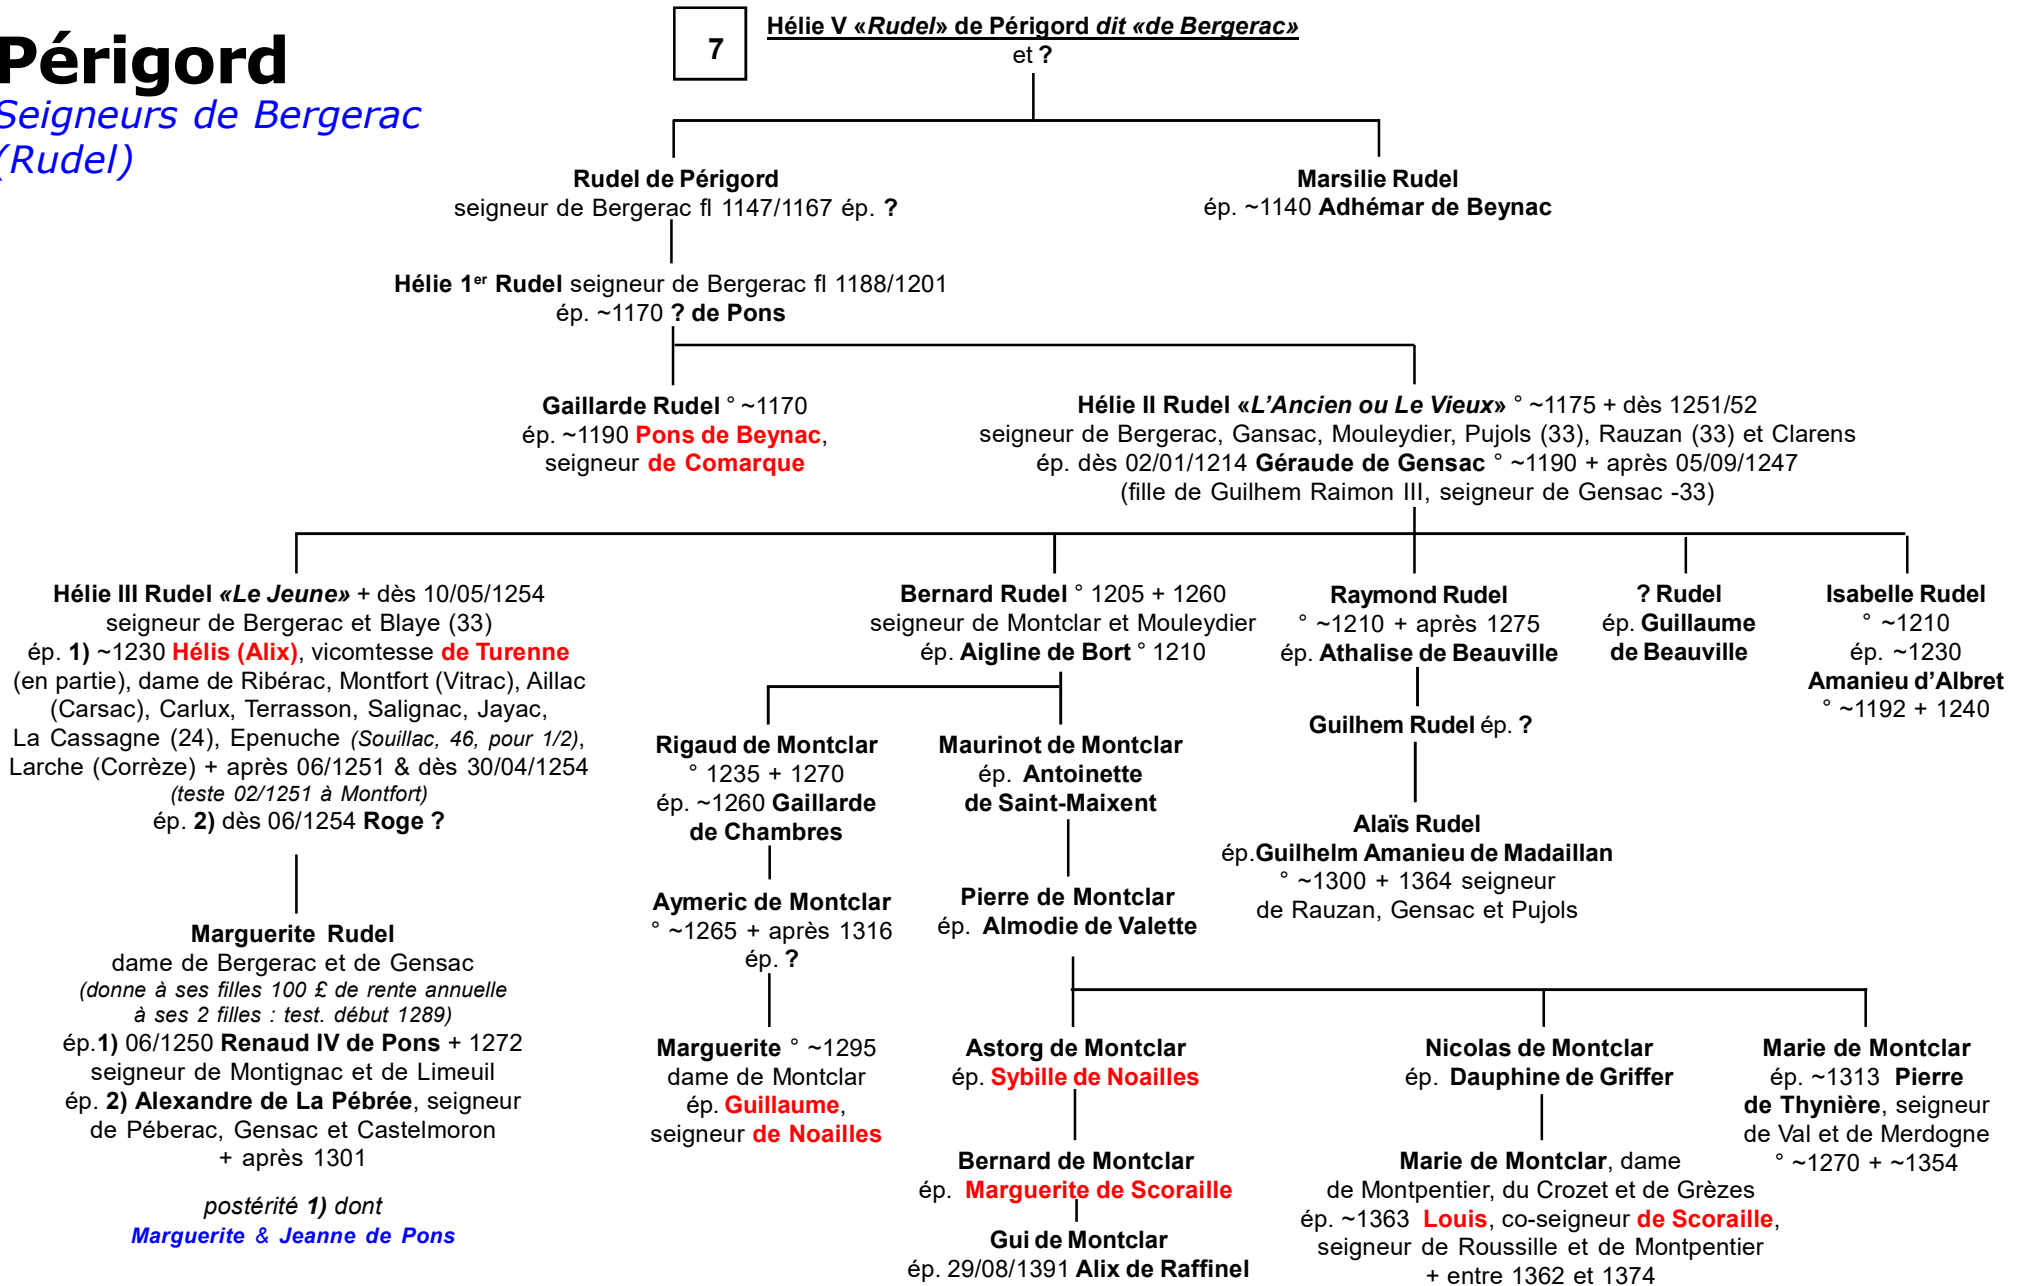 Périgord
Seigneurs de Bergerac
(Rudel)
7
Hélie V «Rudel» de Périgord dit «de Bergerac»
et ?
Rudel de Périgord
seigneur de Bergerac fl 1147/1167 ép. ?
Marsilie Rudel
ép. ~1140 Adhémar de Beynac
Hélie 1er Rudel seigneur de Bergerac fl 1188/1201
ép. ~1170 ? de Pons
Gaillarde Rudel ° ~1170
ép. ~1190 Pons de Beynac,
seigneur de Comarque
Hélie II Rudel «L'Ancien ou Le Vieux» ° ~1175 + dès 1251/52
seigneur de Bergerac, Gansac, Mouleydier, Pujols (33), Rauzan (33) et Clarens
ép. dès 02/01/1214 Géraude de Gensac ° ~1190 + après 05/09/1247
(fille de Guilhem Raimon III, seigneur de Gensac -33)
Hélie III Rudel «Le Jeune» + dès 10/05/1254
seigneur de Bergerac et Blaye (33)
ép. 1) ~1230 Hélis (Alix), vicomtesse de Turenne
(en partie), dame de Ribérac, Montfort (Vitrac), Aillac
(Carsac), Carlux, Terrasson, Salignac, Jayac,
La Cassagne (24), Epenuche (Souillac, 46, pour 1/2),
Larche (Corrèze) + après 06/1251 & dès 30/04/1254
(teste 02/1251 à Montfort)
ép. 2) dès 06/1254 Roge ?
Bernard Rudel ° 1205 + 1260
seigneur de Montclar et Mouleydier
ép. Aigline de Bort ° 1210
Raymond Rudel
° ~1210 + après 1275
ép. Athalise de Beauville
? Rudel
ép. Guillaume
de Beauville
Isabelle Rudel
° ~1210
ép. ~1230
Amanieu d'Albret
° ~1192 + 1240
Rigaud de Montclar
° 1235 + 1270
ép. ~1260 Gaillarde
de Chambres
Maurinot de Montclar
ép. Antoinette
de Saint-Maixent
Guilhem Rudel ép. ?
Alaïs Rudel
ép.Guilhelm Amanieu de Madaillan
° ~1300 + 1364 seigneur
de Rauzan, Gensac et Pujols
Aymeric de Montclar
° ~1265 + après 1316
ép. ?
Pierre de Montclar
ép. Almodie de Valette
Marguerite Rudel
dame de Bergerac et de Gensac
(donne à ses filles 100 £ de rente annuelle
à ses 2 filles : test. début 1289)
ép.1) 06/1250 Renaud IV de Pons + 1272
seigneur de Montignac et de Limeuil
ép. 2) Alexandre de La Pébrée, seigneur
de Péberac, Gensac et Castelmoron
+ après 1301
postérité 1) dont
Marguerite & Jeanne de Pons
Marguerite ° ~1295
dame de Montclar
ép. Guillaume,
seigneur de Noailles
Astorg de Montclar
ép. Sybille de Noailles
Nicolas de Montclar
ép. Dauphine de Griffer
Marie de Montclar
ép. ~1313 Pierre
de Thynière, seigneur
de Val et de Merdogne
° ~1270 + ~1354
Bernard de Montclar
ép. Marguerite de Scoraille
Gui de Montclar
ép. 29/08/1391 Alix de Raffinel
Marie de Montclar, dame
de Montpentier, du Crozet et de Grèzes
ép. ~1363 Louis, co-seigneur de Scoraille,
seigneur de Roussille et de Montpentier
+ entre 1362 et 1374